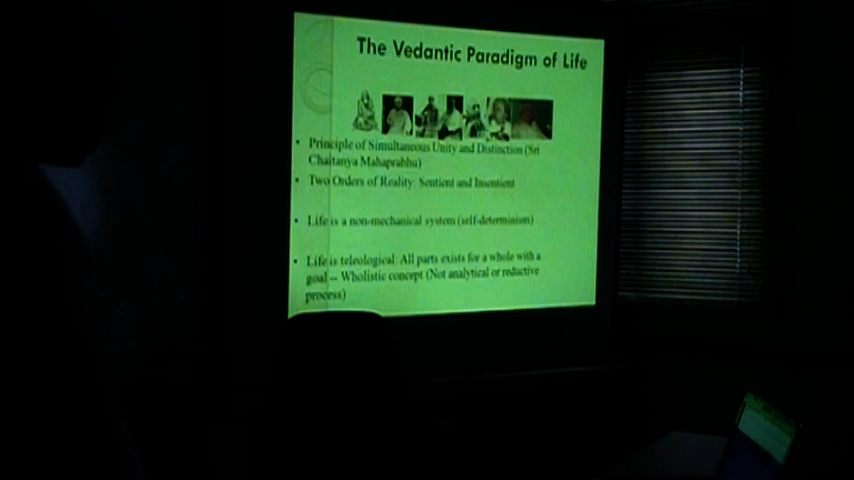 The Vedantic Paradigm of Life
• Principle of Simultaneous Unity and Distinction (Sri
Chaitanya Mahaprabhu)
• Two Orders of Reality: Sentient and Insentient
• Life is a non-mechanical system (self-determinism)
• Life is teleological: All parts exists for a whole with a
goal -- Wholistic concept (Not analytical or reductive
process)